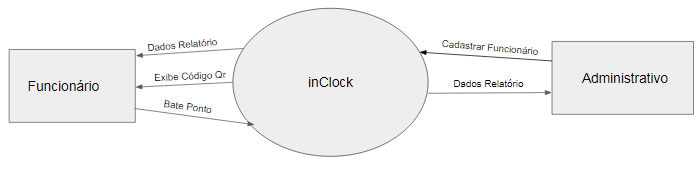 Dados Relatório
Cadastrar Funcionário
Funcionário
Exibe Código Qr
inClock
Dados Relatório
Administrativo
Bate Ponto